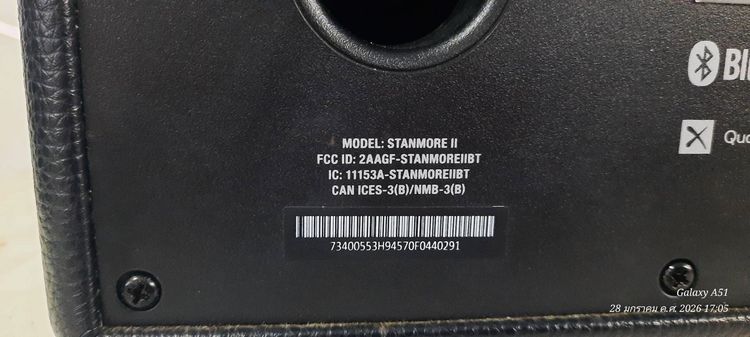 MODEL: STANMORE II
FCC ID: 2AAGF-STANMOREIIBT
IC: 11153A-STANMOREIIBT
CAN ICES-3(B)/NMB-3(B)
73400553H94570F0440291
Galaxy A51
28 มกราคม ค.ศ. 2026 17:05